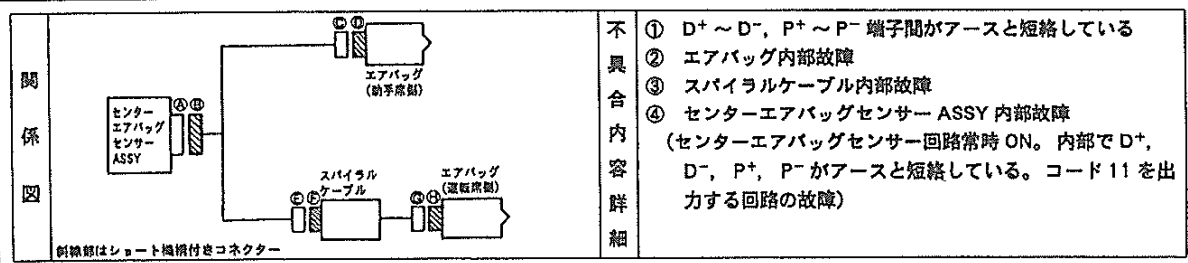 関係図
Ⓒ Ⓓ
エアバッグ
(助手席側)
Ⓐ Ⓑ
センター
エアバッグ
センサー
ASSY
スパイラル
ケーブル
Ⓔ Ⓕ
エアバッグ
(運転席側)
Ⓖ Ⓗ
斜線部はショート機構付きコネクター
不具合内容詳細
① D⁺ ～ D⁻, P⁺ ～ P⁻ 端子間がアースと短絡している
② エアバッグ内部故障
③ スパイラルケーブル内部故障
④ センターエアバッグセンサー ASSY 内部故障
(センターエアバッグセンサー回路常時 ON。内部で D⁺,
D⁻, P⁺, P⁻ がアースと短絡している。コード 11 を出
力する回路の故障)